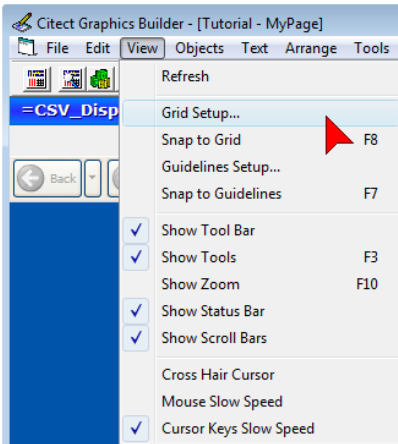 Citect Graphics Builder - [Tutorial - MyPage]
File Edit View Objects Text Arrange Tools
Refresh
=CSV_Disp
Grid Setup...
Snap to Grid F8
Guidelines Setup...
Back
Snap to Guidelines F7
Show Tool Bar
Show Tools F3
Show Zoom F10
Show Status Bar
Show Scroll Bars
Cross Hair Cursor
Mouse Slow Speed
Cursor Keys Slow Speed